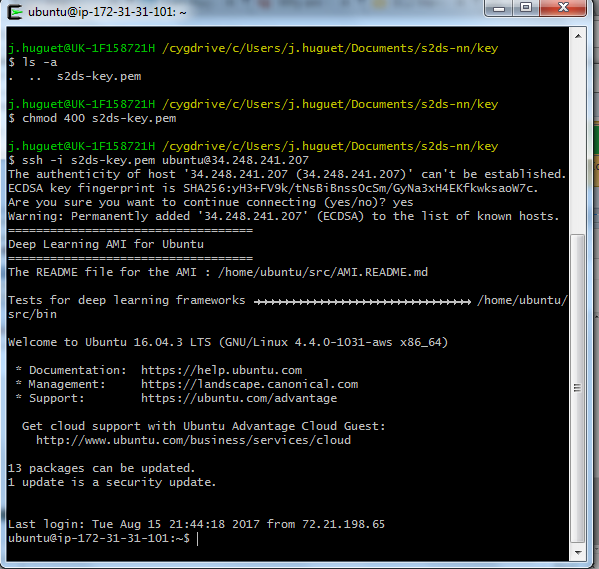 ubuntu@ip-172-31-31-101: ~
j.huguet@UK-1F158721H /cygdrive/c/Users/j.huguet/Documents/s2ds-nn/key
$ ls -a
.  ..  s2ds-key.pem
j.huguet@UK-1F158721H /cygdrive/c/Users/j.huguet/Documents/s2ds-nn/key
$ chmod 400 s2ds-key.pem
j.huguet@UK-1F158721H /cygdrive/c/Users/j.huguet/Documents/s2ds-nn/key
$ ssh -i s2ds-key.pem ubuntu@34.248.241.207
The authenticity of host '34.248.241.207 (34.248.241.207)' can't be established.
ECDSA key fingerprint is SHA256:yH3+FV9k/tNsBiBnssOcSm/GyNa3xH4EKfkwksaoW7c.
Are you sure you want to continue connecting (yes/no)? yes
Warning: Permanently added '34.248.241.207' (ECDSA) to the list of known hosts.
===================================
Deep Learning AMI for Ubuntu
===================================
The README file for the AMI : /home/ubuntu/src/AMI.README.md
Tests for deep learning frameworks →→→→→→→→→→→→→→→→→→→→→→→→→→→→→→→ /home/ubuntu/
src/bin
Welcome to Ubuntu 16.04.3 LTS (GNU/Linux 4.4.0-1031-aws x86_64)
* Documentation:  https://help.ubuntu.com
* Management:     https://landscape.canonical.com
* Support:        https://ubuntu.com/advantage
Get cloud support with Ubuntu Advantage Cloud Guest:
http://www.ubuntu.com/business/services/cloud
13 packages can be updated.
1 update is a security update.
Last login: Tue Aug 15 21:44:18 2017 from 72.21.198.65
ubuntu@ip-172-31-31-101:~$